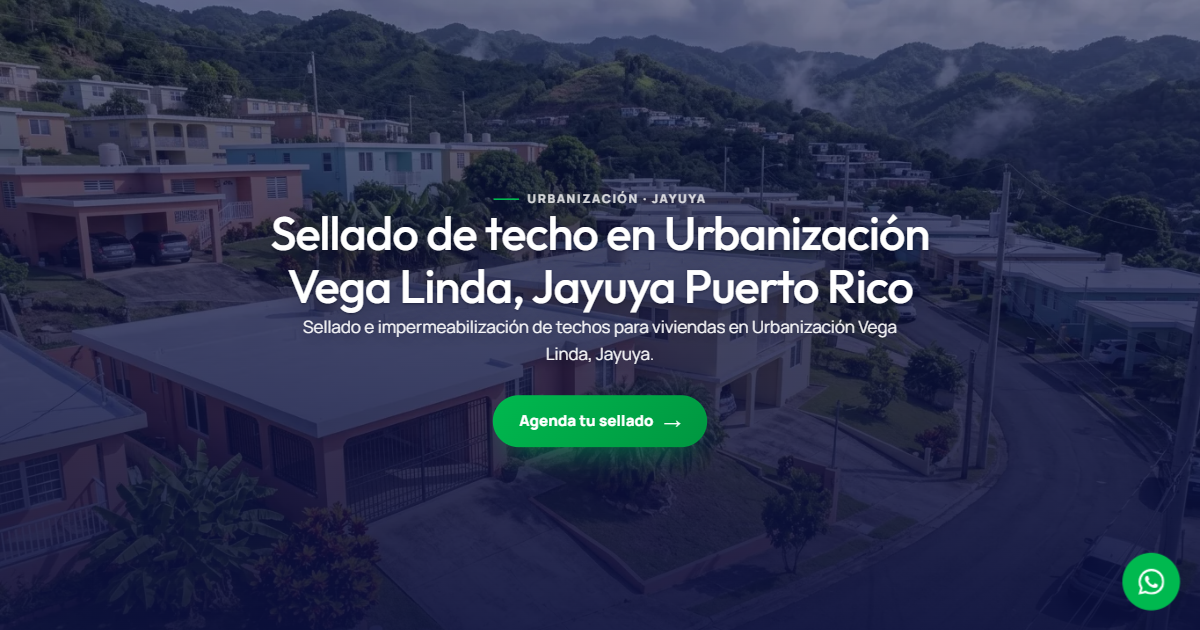 URBANIZACIÓN · JAYUYA
Sellado de techo en Urbanización
Vega Linda, Jayuya Puerto Rico
Sellado e impermeabilización de techos para viviendas en Urbanización Vega
Linda, Jayuya.
Agenda tu sellado →